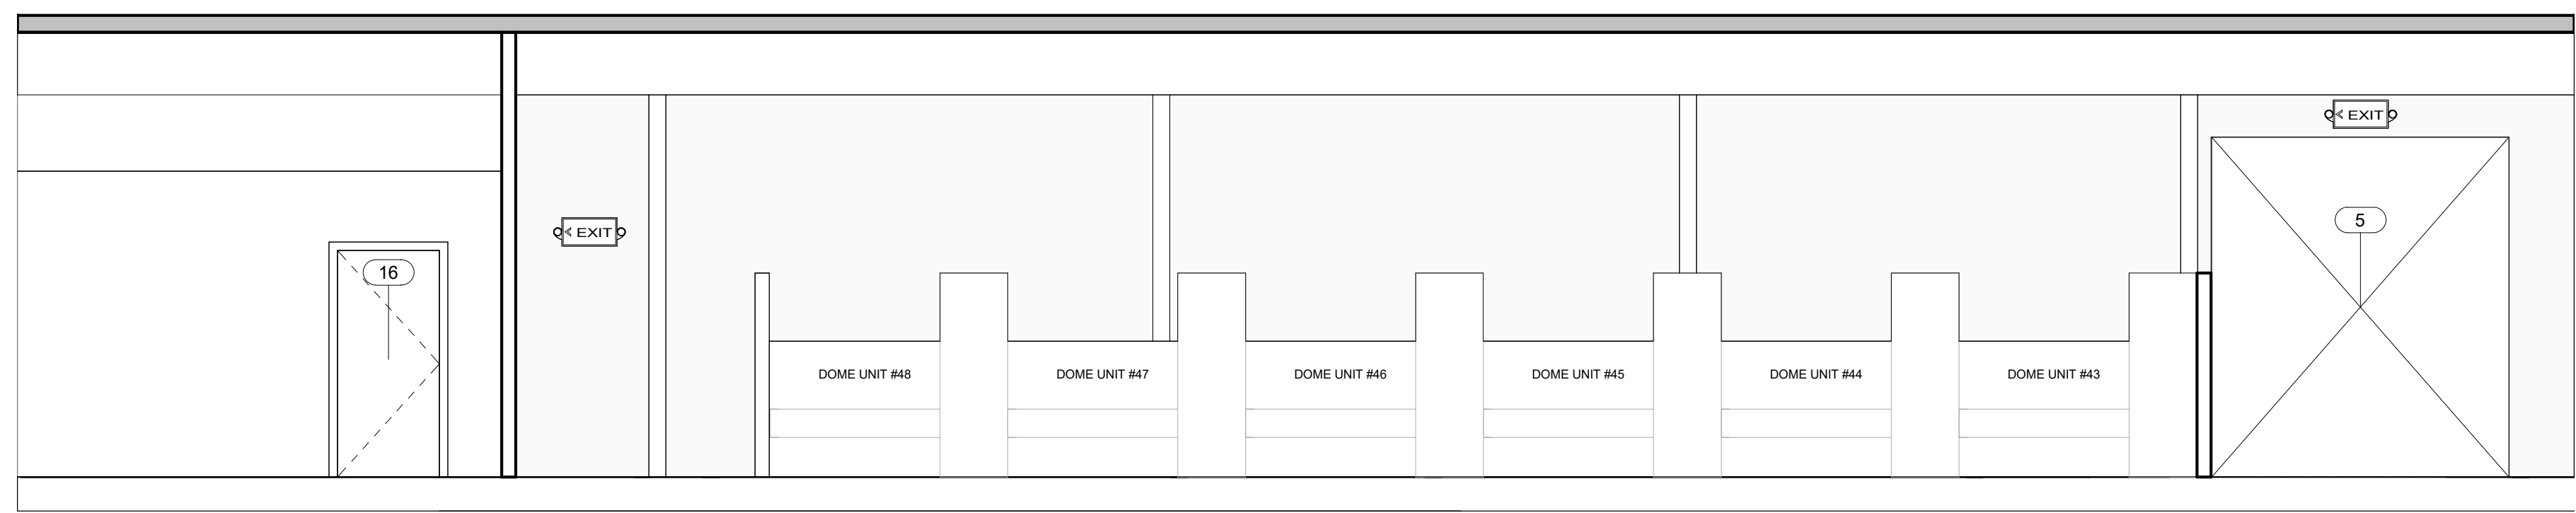 < EXIT
16
< EXIT
5
DOME UNIT #48
DOME UNIT #47
DOME UNIT #46
DOME UNIT #45
DOME UNIT #44
DOME UNIT #43